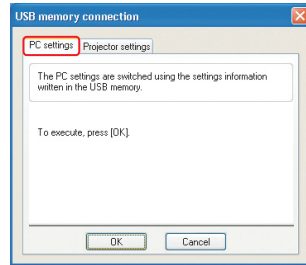 USB memory connection
PC settings Projector settings
The PC settings are switched using the settings information
written in the USB memory.
To execute, press [OK].
OK Cancel